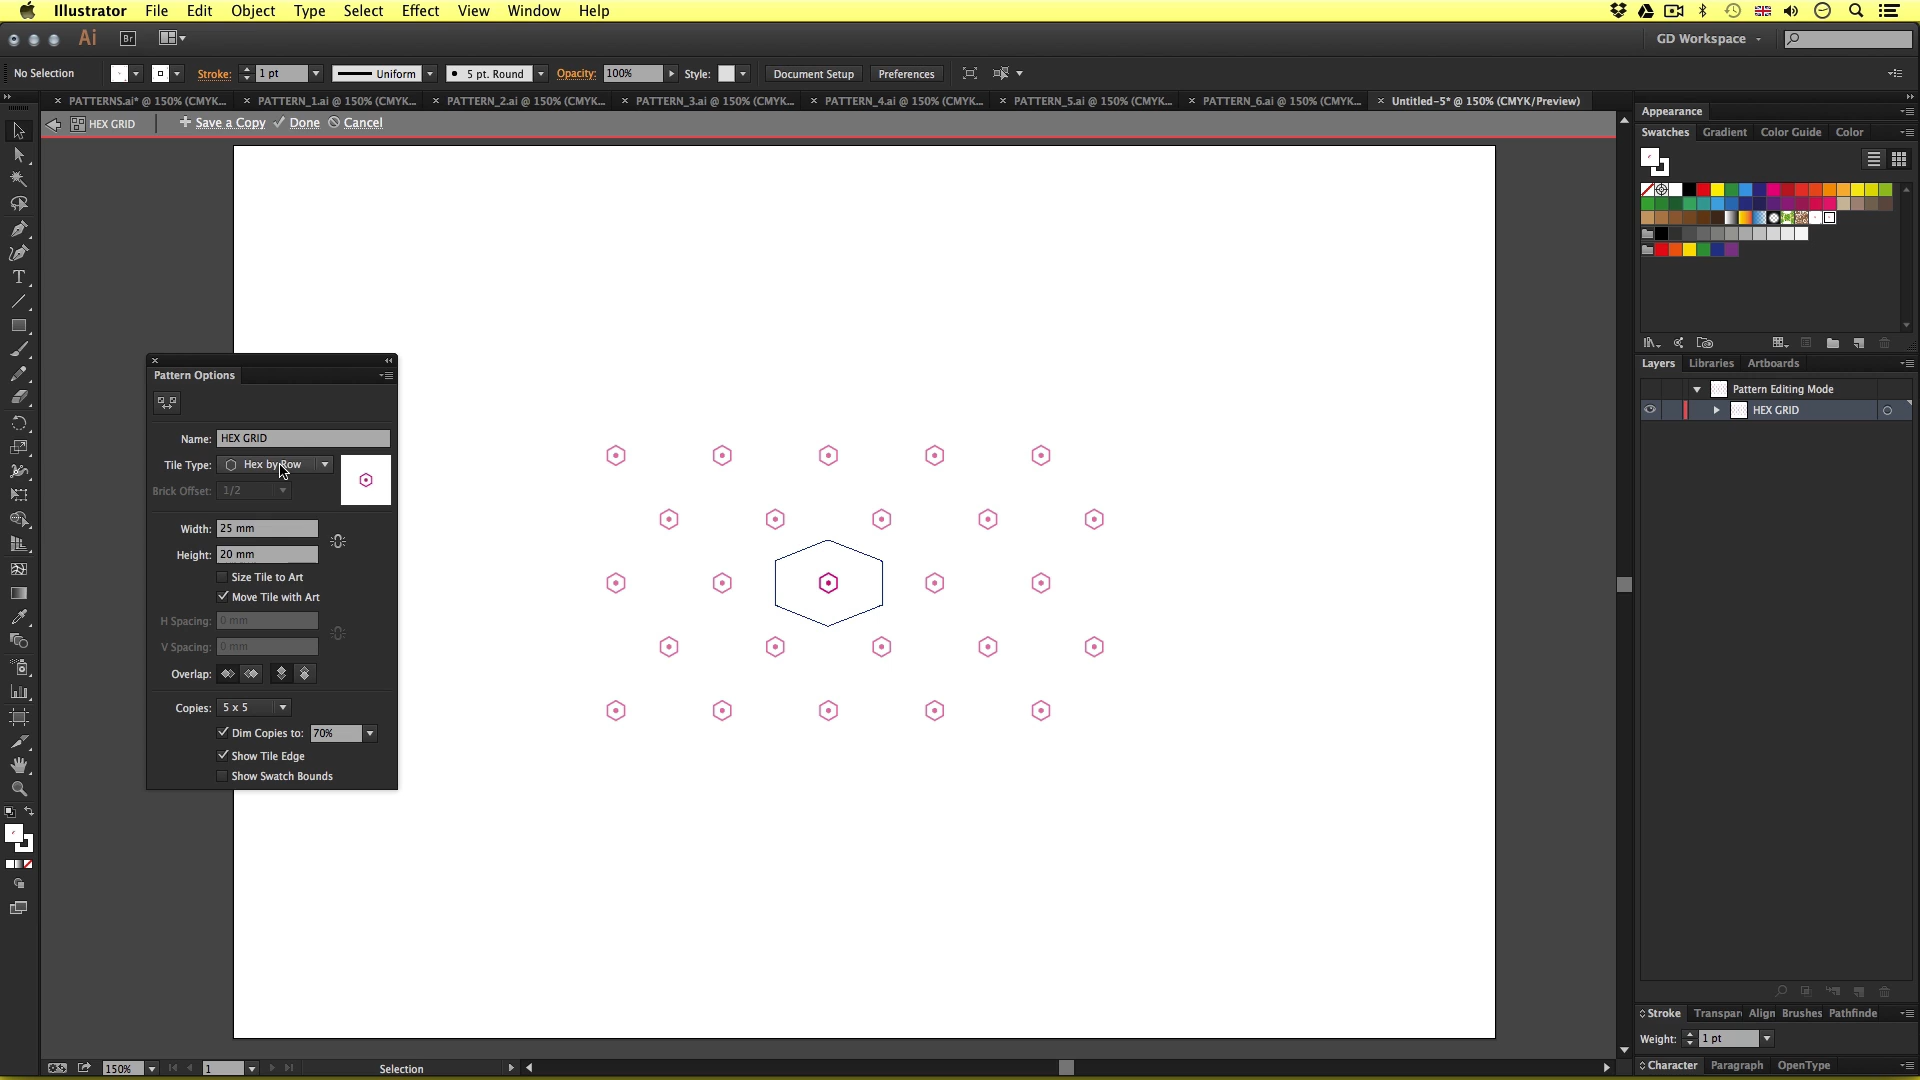 Illustrator File Edit Object Type Select Effect View Window Help
Ai Br GD Workspace
No Selection Stroke: 1 pt Uniform 5 pt. Round Opacity: 100% Style: Document Setup Preferences
× PATTERNS.ai* @ 150% (CMYK... × PATTERN_1.ai @ 150% (CMYK... × PATTERN_2.ai @ 150% (CMYK... × PATTERN_3.ai @ 150% (CMYK... × PATTERN_4.ai @ 150% (CMYK... × PATTERN_5.ai @ 150% (CMYK... × PATTERN_6.ai @ 150% (CMYK... × Untitled-5* @ 150% (CMYK/Preview)
HEX GRID + Save a Copy Done Cancel
Appearance
Swatches Gradient Color Guide Color
Layers Libraries Artboards
Pattern Editing Mode
HEX GRID
Pattern Options
Name: HEX GRID
Tile Type: Hex by Row
Brick Offset: 1/2
Width: 25 mm
Height: 20 mm
Size Tile to Art
Move Tile with Art
H Spacing: 0 mm
V Spacing: 0 mm
Overlap:
Copies: 5 x 5
Dim Copies to: 70%
Show Tile Edge
Show Swatch Bounds
Stroke Transpar Align Brushes Pathfinde
Weight: 1 pt
Character Paragraph OpenType
150% 1 Selection